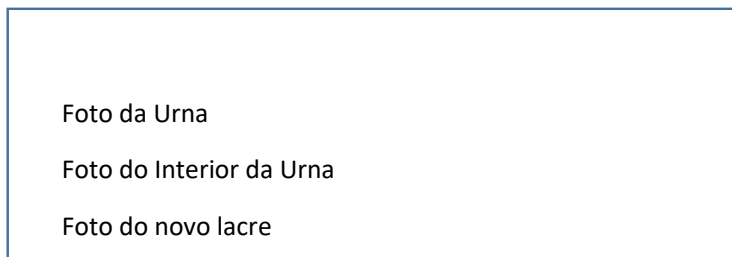 Foto da Urna
Foto do Interior da Urna
Foto do novo lacre